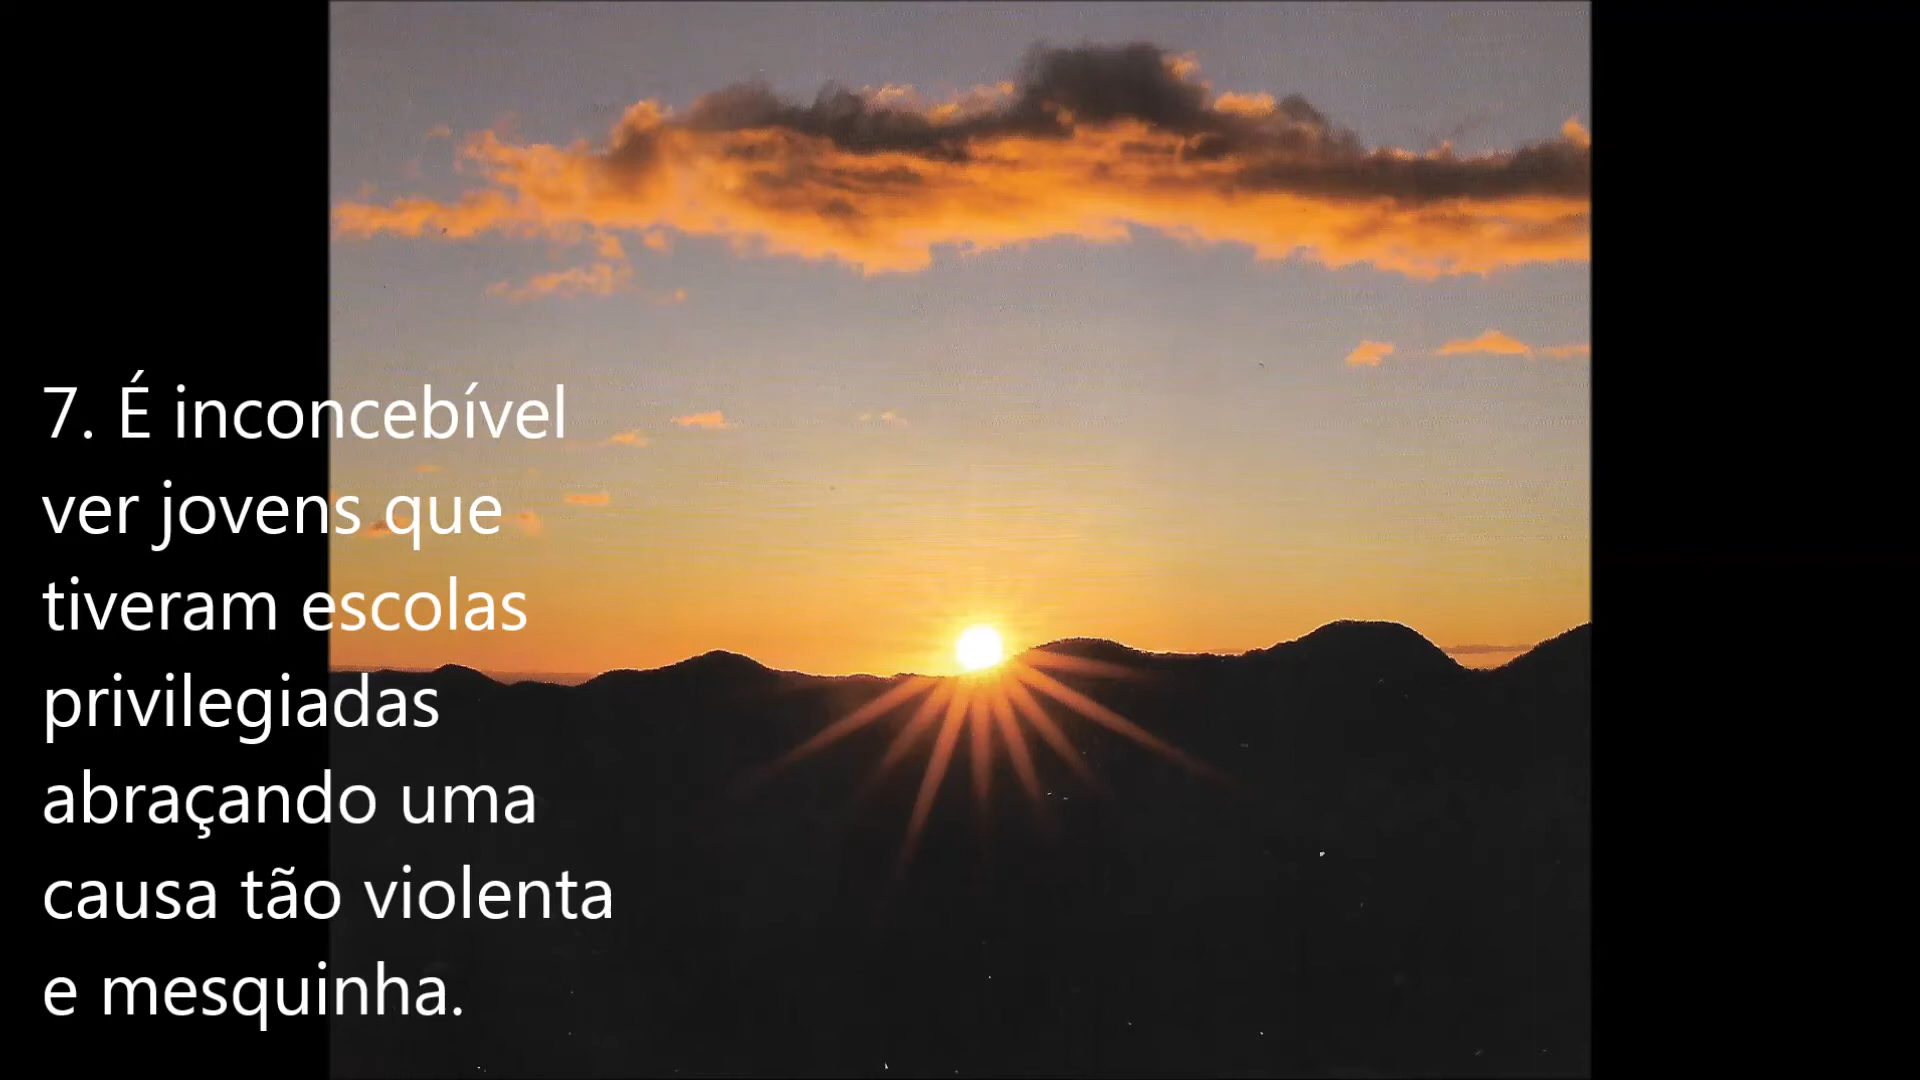 7. É inconcebível
ver jovens que
tiveram escolas
privilegiadas
abraçando uma
causa tão violenta
e mesquinha.